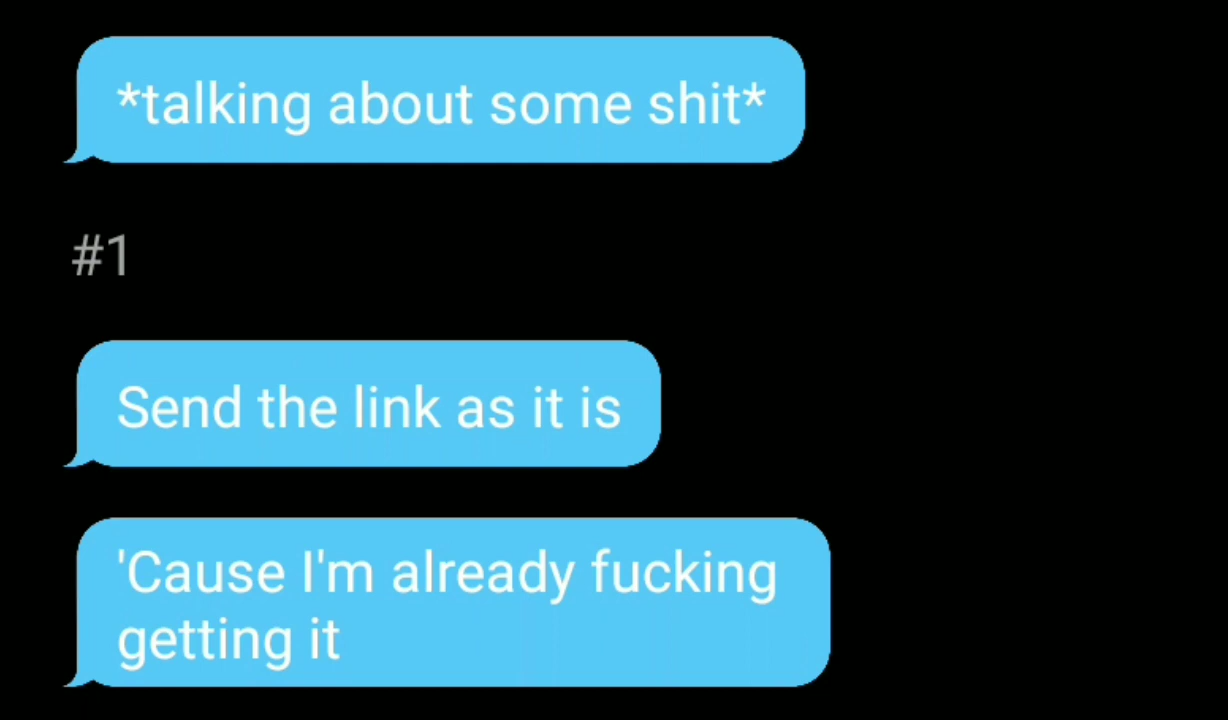 *talking about some shit*
#1
Send the link as it is
'Cause I'm already fucking
getting it